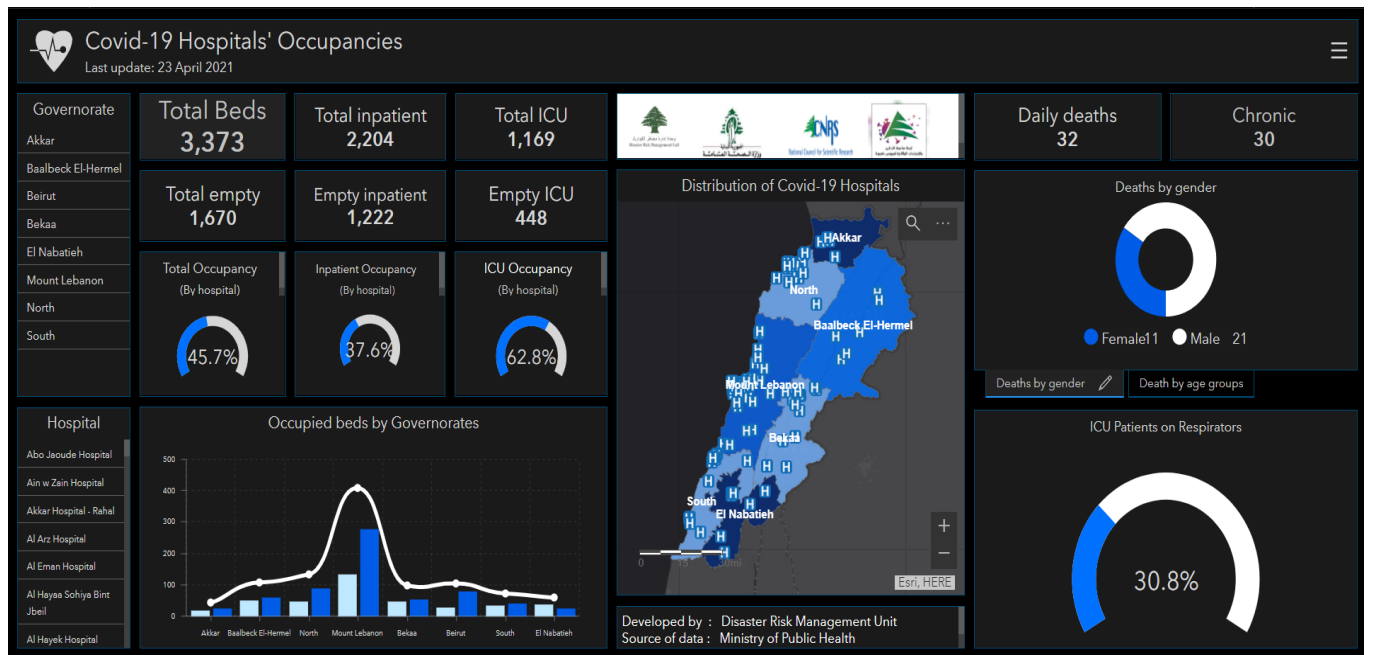 Covid-19 Hospitals' Occupancies
Last update: 23 April 2021
Governorate
Akkar
Baalbeck El-Hermel
Beirut
Bekaa
El Nabatieh
Mount Lebanon
North
South
Total Beds
3,373
Total inpatient
2,204
Total ICU
1,169
Total empty
1,670
Empty inpatient
1,222
Empty ICU
448
Total Occupancy
(By hospital)
45.7%
Inpatient Occupancy
(By hospital)
37.6%
ICU Occupancy
(By hospital)
62.8%
Hospital
Abo Jaoude Hospital
Ain w Zain Hospital
Akkar Hospital - Rahal
Al Arz Hospital
Al Eman Hospital
Al Hayaa Sohiya Bint
Jbeil
Al Hayek Hospital
Occupied beds by Governorates
500
400
300
200
100
0
Akkar Baalbeck El-Hermel North Mount Lebanon Bekaa Beirut South El Nabatieh
CNRS
National Council for Scientific Research
Distribution of Covid-19 Hospitals
Akkar
North
Baalbeck El-Hermel
Mount Lebanon
Bekaa
South
El Nabatieh
0 15 30mi
Esri, HERE
Developed by : Disaster Risk Management Unit
Source of data : Ministry of Public Health
Daily deaths
32
Chronic
30
Deaths by gender
Female11 Male 21
Deaths by gender
Death by age groups
ICU Patients on Respirators
30.8%